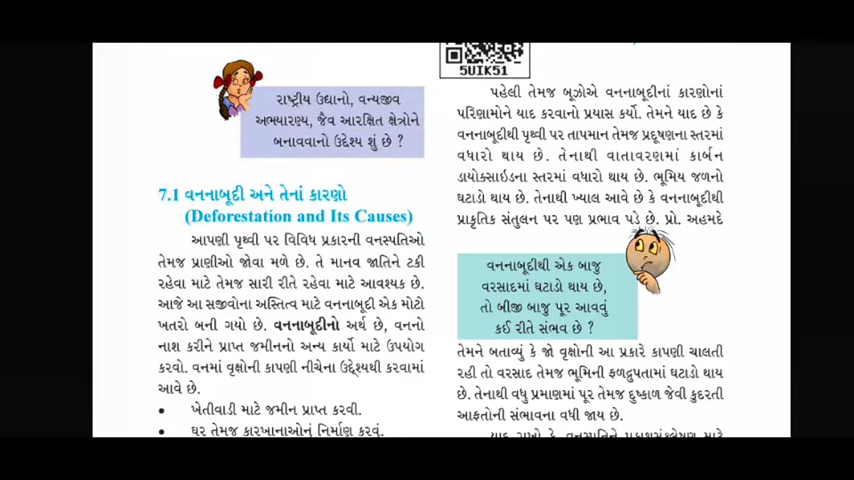 રાષ્ટ્રીય ઉદ્યાનો, વન્યજીવ
અભયારણ્ય, જૈવ આરક્ષિત ક્ષેત્રોને
બનાવવાનો ઉદ્દેશ્ય શું છે ?
7.1 વનનાબૂદી અને તેનાં કારણો
(Deforestation and Its Causes)
આપણી પૃથ્વી પર વિવિધ પ્રકારની વનસ્પતિઓ
તેમજ પ્રાણીઓ જોવા મળે છે. તે માનવ જાતિને ટકી
રહેવા માટે તેમજ સારી રીતે રહેવા માટે આવશ્યક છે.
આજે આ સજીવોના અસ્તિત્વ માટે વનનાબૂદી એક મોટો
ખતરો બની ગયો છે. વનનાબૂદીનો અર્થ છે, વનનો
નાશ કરીને પ્રાપ્ત જમીનનો અન્ય કાર્યો માટે ઉપયોગ
કરવો. વનમાં વૃક્ષોની કાપણી નીચેના ઉદ્દેશ્યથી કરવામાં
આવે છે.
• ખેતીવાડી માટે જમીન પ્રાપ્ત કરવી.
• ઘર તેમજ કારખાનાઓનું નિર્માણ કરવું.
5UIK51
પહેલી તેમજ બૂઝોએ વનનાબૂદીનાં કારણોનાં
પરિણામોને યાદ કરવાનો પ્રયાસ કર્યો. તેમને યાદ છે કે
વનનાબૂદીથી પૃથ્વી પર તાપમાન તેમજ પ્રદૂષણના સ્તરમાં
વધારો થાય છે. તેનાથી વાતાવરણમાં કાર્બન
ડાયોક્સાઇડના સ્તરમાં વધારો થાય છે. ભૂમિય જળનો
ઘટાડો થાય છે. તેનાથી ખ્યાલ આવે છે કે વનનાબૂદીથી
પ્રાકૃતિક સંતુલન પર પણ પ્રભાવ પડે છે. પ્રો. અહમદે
વનનાબૂદીથી એક બાજુ
વરસાદમાં ઘટાડો થાય છે,
તો બીજી બાજુ પૂર આવવું
કઈ રીતે સંભવ છે ?
તેમને બતાવ્યું કે જો વૃક્ષોની આ પ્રકારે કાપણી ચાલતી
રહી તો વરસાદ તેમજ ભૂમિની ફળદ્રુપતામાં ઘટાડો થાય
છે. તેનાથી વધુ પ્રમાણમાં પૂર તેમજ દુષ્કાળ જેવી કુદરતી
આફતોની સંભાવના વધી જાય છે.
યાદ રાખો કે વનસ્પતિને પ્રકાશસંશ્લેષણ માટે